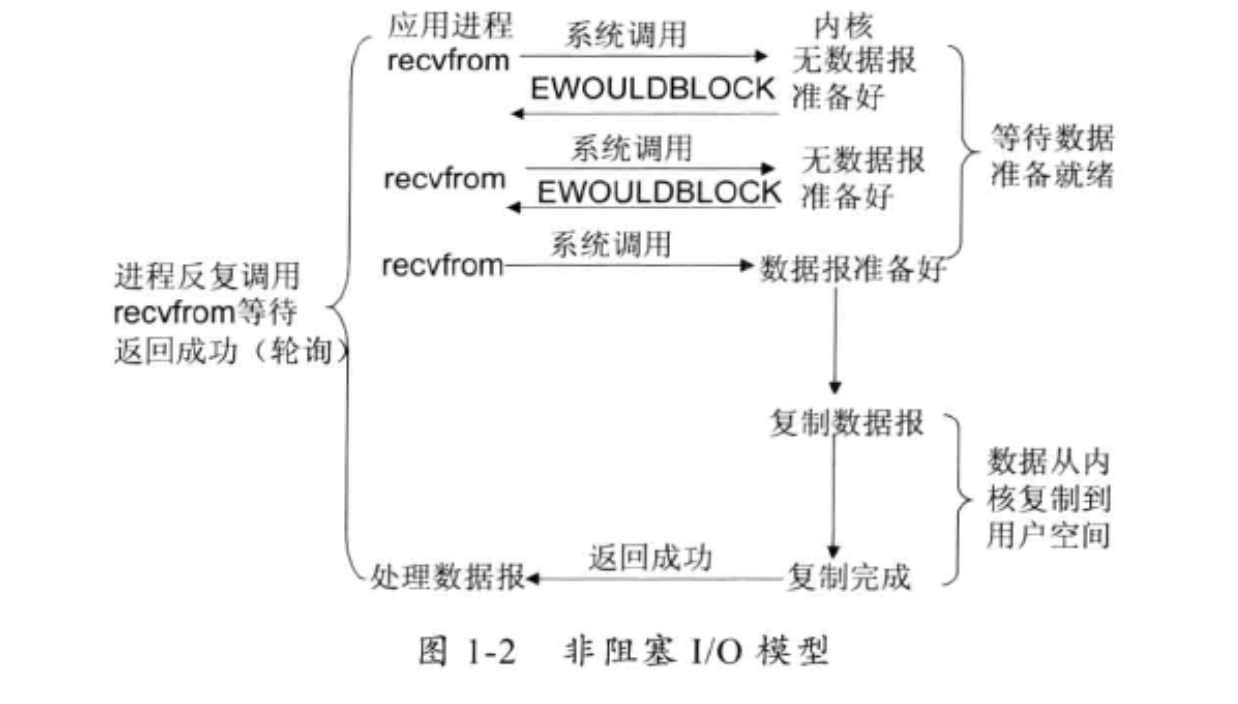 应用进程
系统调用
内核
recvfrom
无数据报
准备好
EWOULDBLOCK
系统调用
recvfrom
无数据报
准备好
EWOULDBLOCK
等待数据
准备就绪
系统调用
recvfrom
数据报准备好
进程反复调用
recvfrom等待
返回成功（轮询）
复制数据报
数据从内
核复制到
用户空间
返回成功
处理数据报
复制完成
图 1-2 非阻塞 I/O 模型